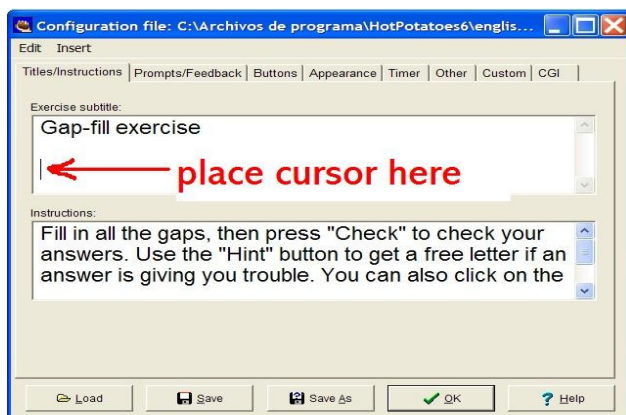 Configuration file: C:\Archivos de programa\HotPotatoes6\englis...
Edit Insert
Titles/Instructions Prompts/Feedback Buttons Appearance Timer Other Custom CGI
Exercise subtitle:
Gap-fill exercise
place cursor here
Instructions:
Fill in all the gaps, then press "Check" to check your
answers. Use the "Hint" button to get a free letter if an
answer is giving you trouble. You can also click on the
Load Save Save As OK Help